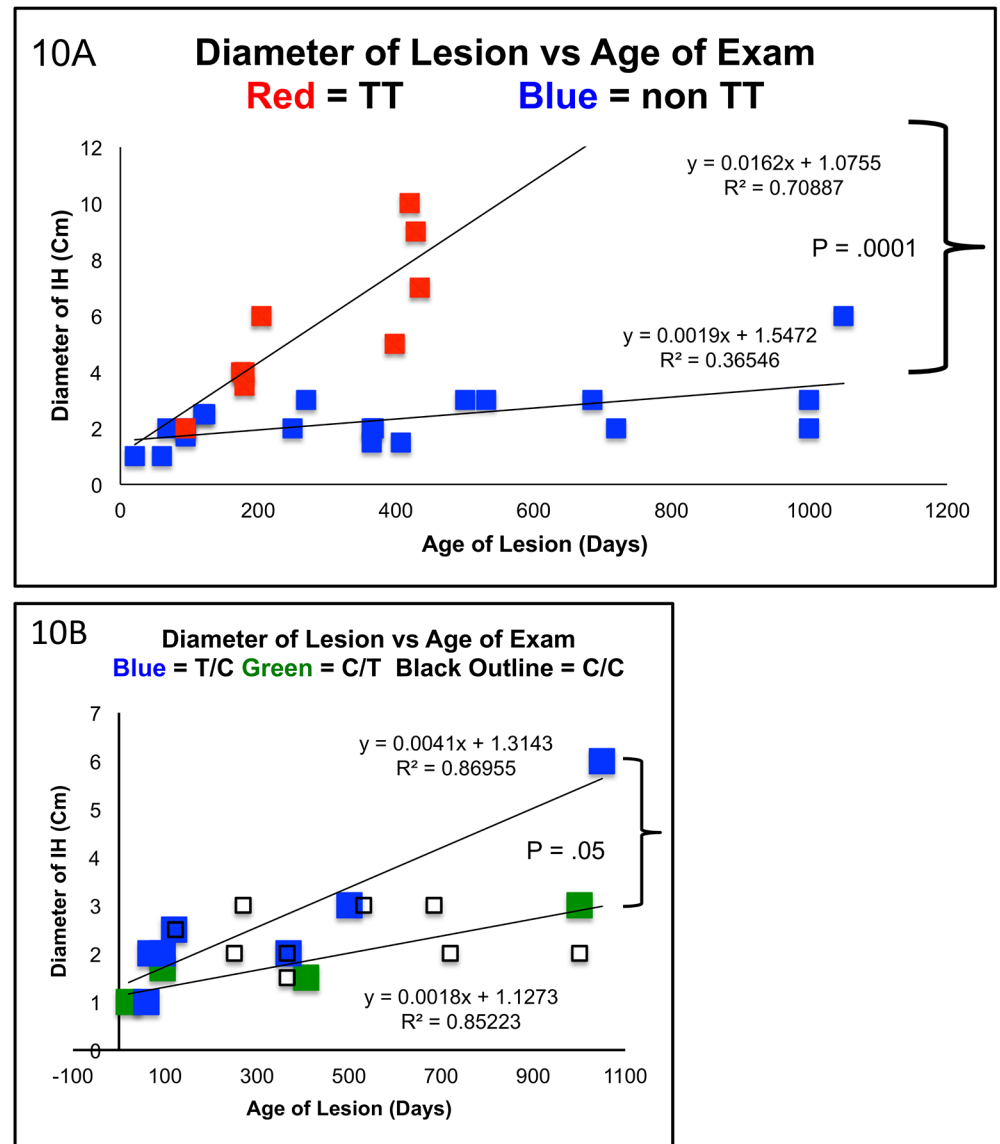 10A
Diameter of Lesion vs Age of Exam
Red = TT Blue = non TT
y = 0.0162x + 1.0755
R² = 0.70887
P = .0001
y = 0.0019x + 1.5472
R² = 0.36546
Diameter of IH (Cm)
12
10
8
6
4
2
0
0 200 400 600 800 1000 1200
Age of Lesion (Days)
10B
Diameter of Lesion vs Age of Exam
Blue = T/C Green = C/T Black Outline = C/C
y = 0.0041x + 1.3143
R² = 0.86955
P = .05
y = 0.0018x + 1.1273
R² = 0.85223
Diameter of IH (Cm)
7
6
5
4
3
2
1
0
-100 100 300 500 700 900 1100
Age of Lesion (Days)